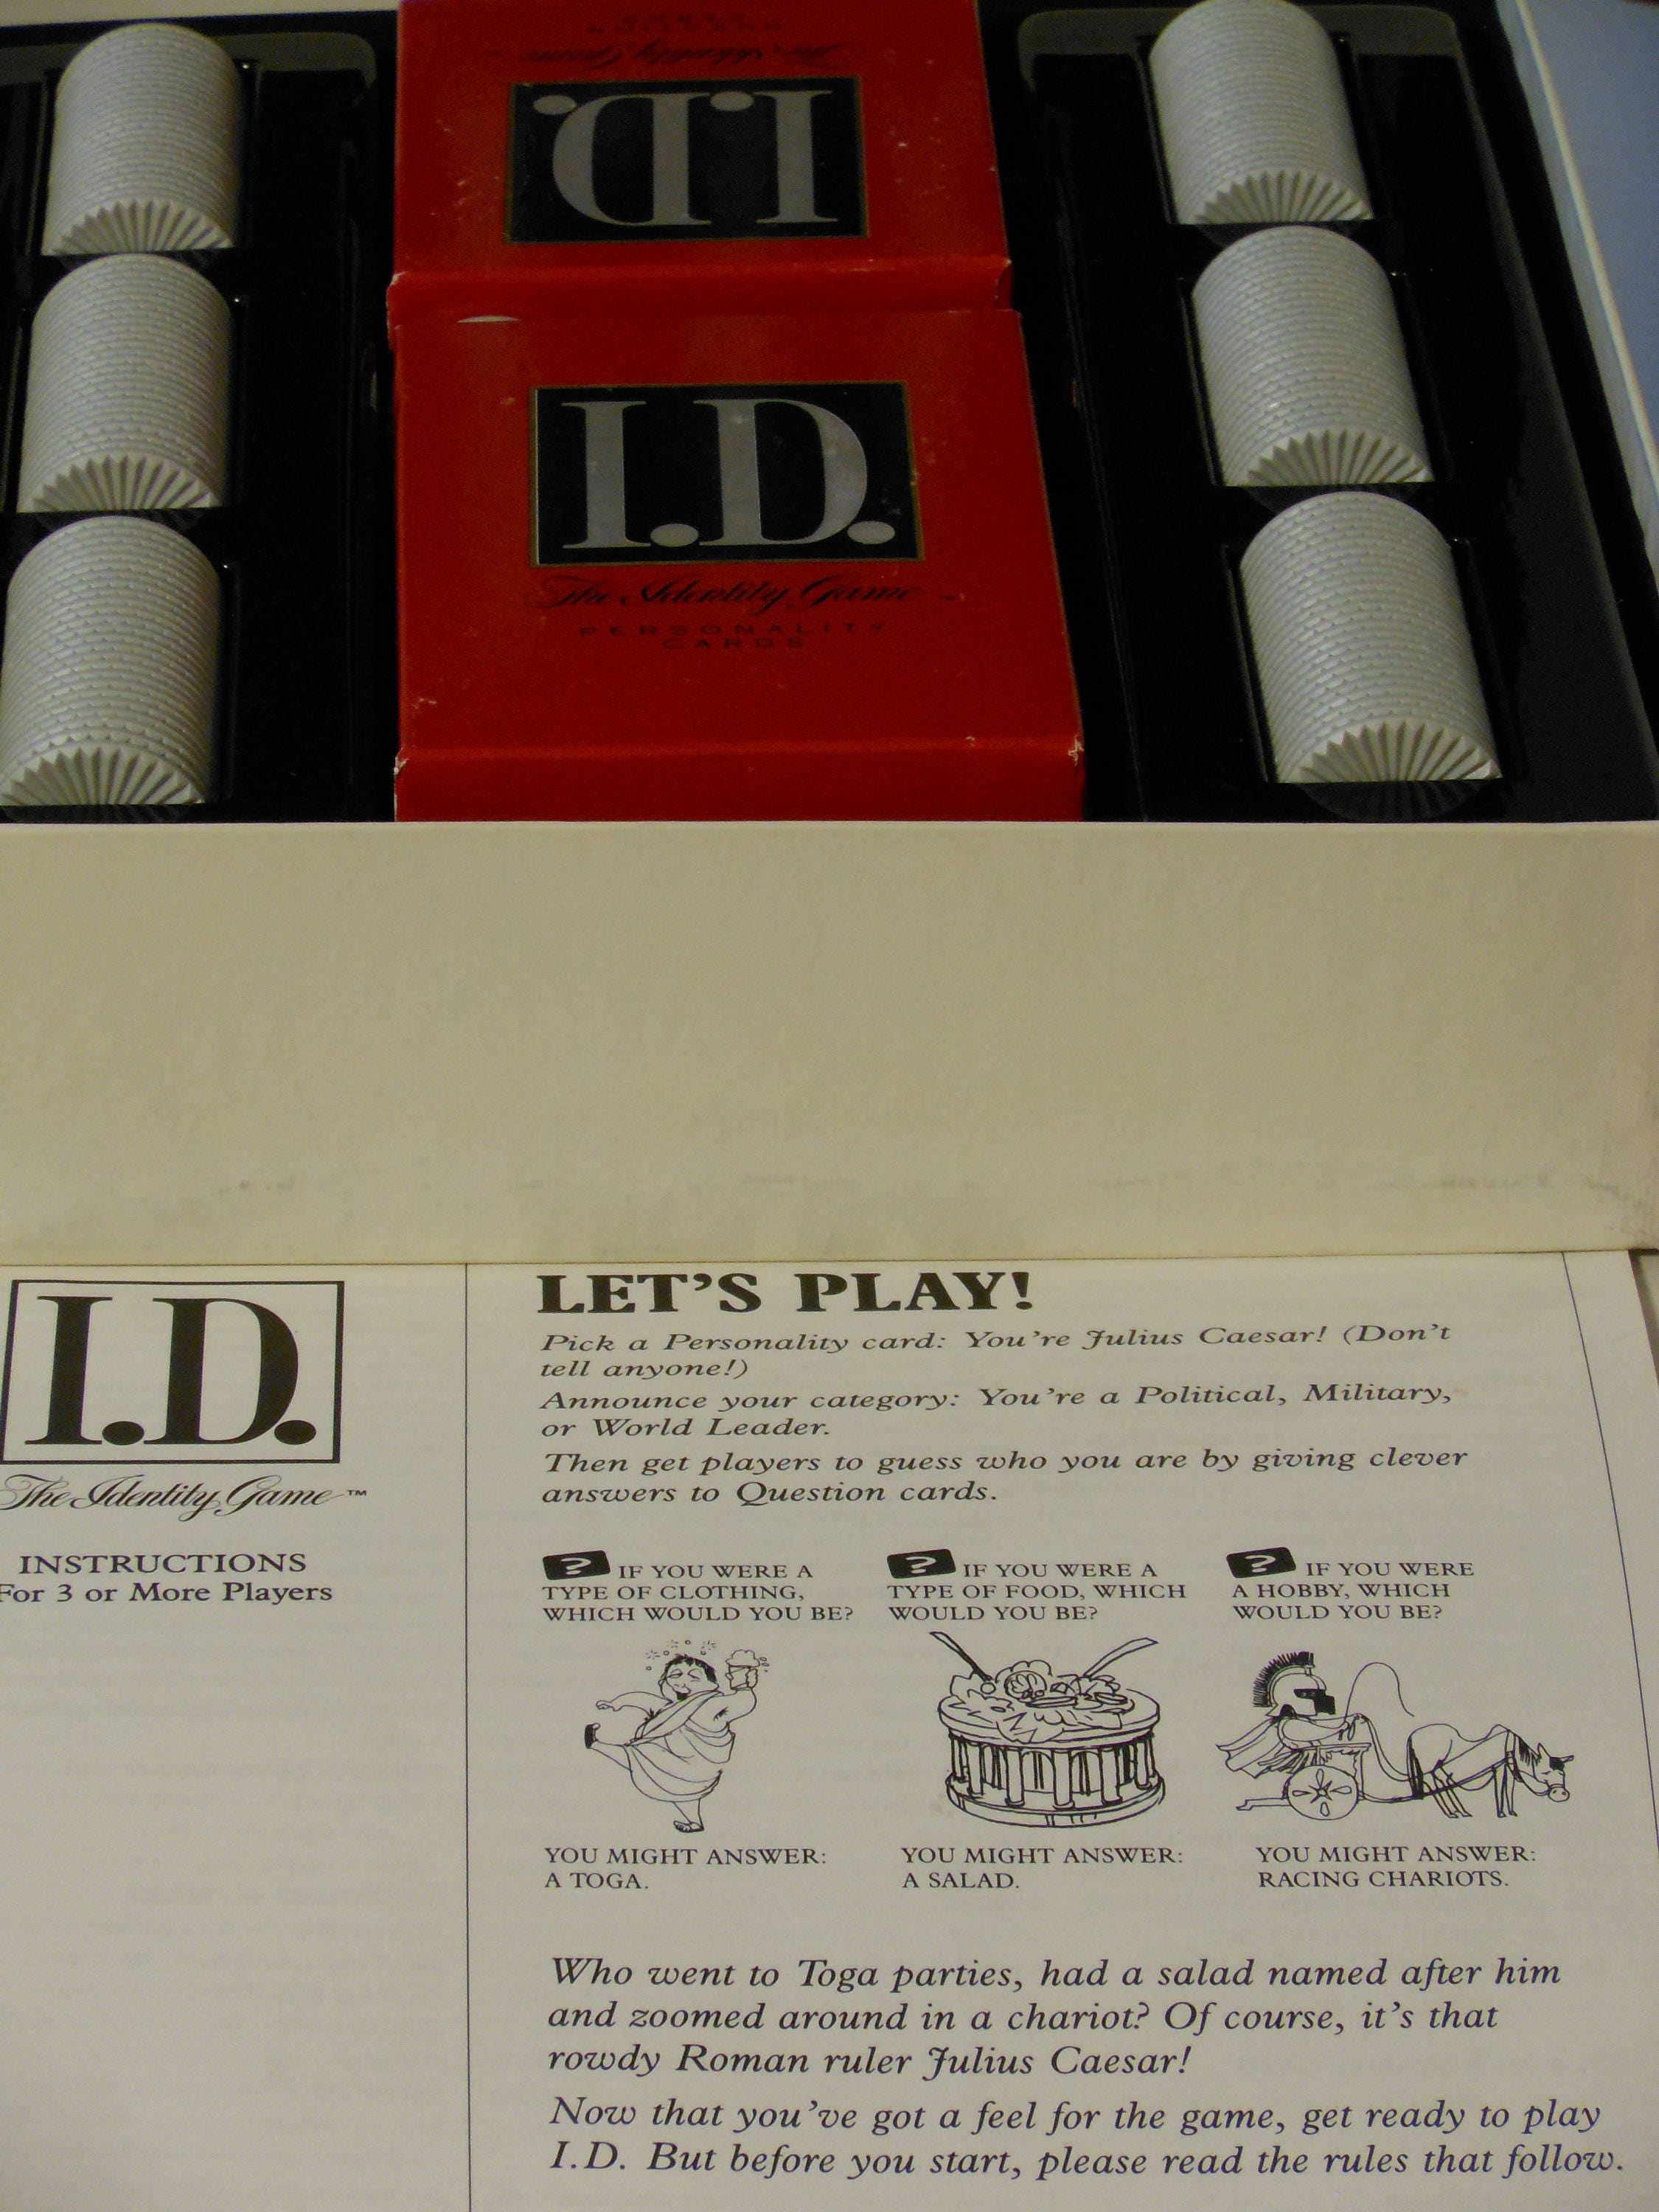 The Identity Game
I.D.
I.D.
The Identity Game
PERSONALITY
CARDS
I.D.
The Identity Game™
INSTRUCTIONS
For 3 or More Players
LET'S PLAY!
Pick a Personality card: You're Julius Caesar! (Don't
tell anyone!)
Announce your category: You're a Political, Military,
or World Leader.
Then get players to guess who you are by giving clever
answers to Question cards.
? IF YOU WERE A
TYPE OF CLOTHING,
WHICH WOULD YOU BE?
? IF YOU WERE A
TYPE OF FOOD, WHICH
WOULD YOU BE?
? IF YOU WERE
A HOBBY, WHICH
WOULD YOU BE?
YOU MIGHT ANSWER:
A TOGA.
YOU MIGHT ANSWER:
A SALAD.
YOU MIGHT ANSWER:
RACING CHARIOTS.
Who went to Toga parties, had a salad named after him
and zoomed around in a chariot? Of course, it's that
rowdy Roman ruler Julius Caesar!
Now that you've got a feel for the game, get ready to play
I.D. But before you start, please read the rules that follow.